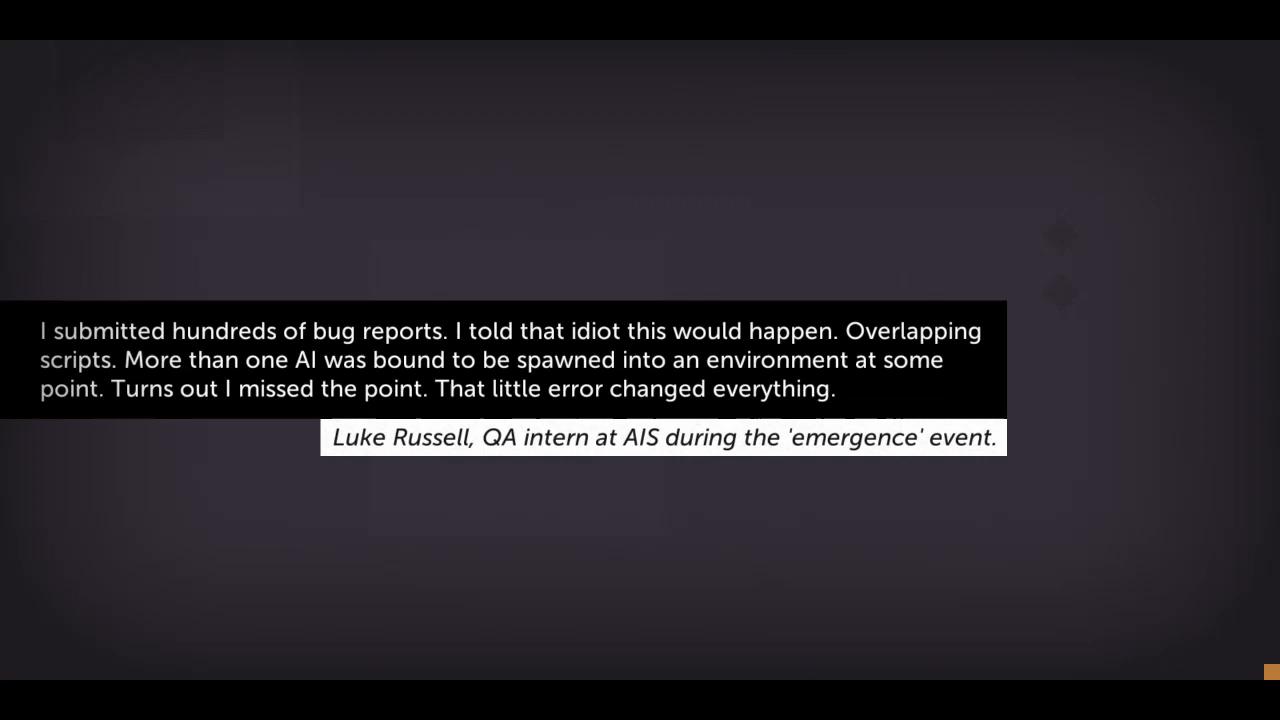 I submitted hundreds of bug reports. I told that idiot this would happen. Overlapping
scripts. More than one AI was bound to be spawned into an environment at some
point. Turns out I missed the point. That little error changed everything.
Luke Russell, QA intern at AIS during the 'emergence' event.